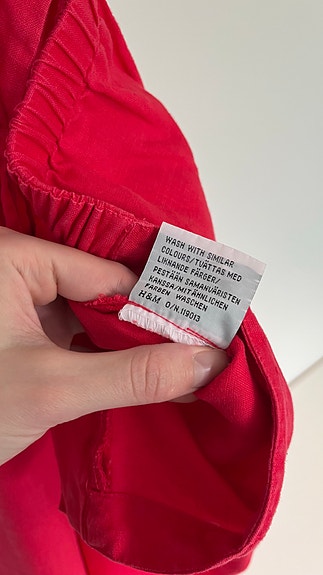 WASH WITH SIMILAR
COLOURS/TVÄTTAS MED
LIKNANDE FÄRGER/
PESTÄÄN SAMANVÄRISTEN
KANSSA/MIT ÄHNLICHEN
FARBEN WASCHEN
H&M O/N.119013